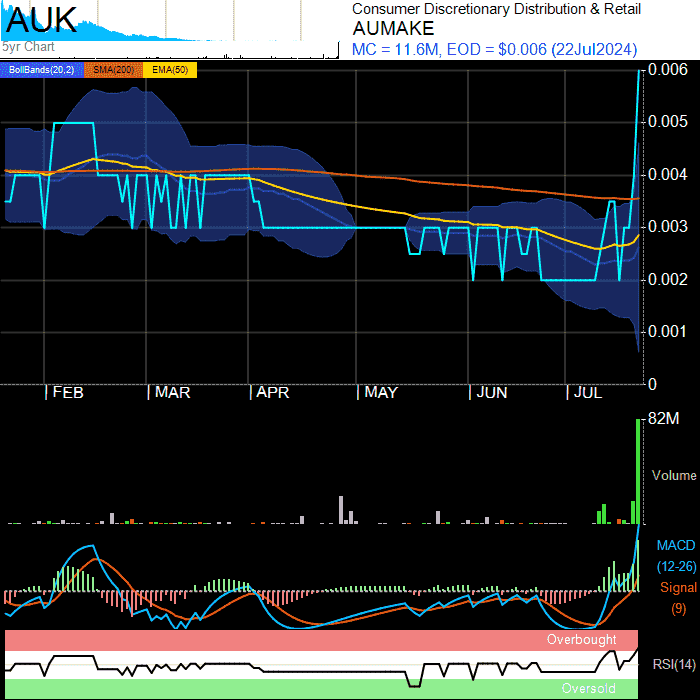 AUK
5yr Chart
Consumer Discretionary Distribution & Retail
AUMAKE
MC = 11.6M, EOD = $0.006 (22Jul2024)
BollBands(20,2) SMA(200) EMA(50)
0.006
0.005
0.004
0.003
0.002
0.001
0
FEB MAR APR MAY JUN JUL
82M
Volume
MACD
(12-26)
Signal
(9)
Overbought
RSI(14)
Oversold